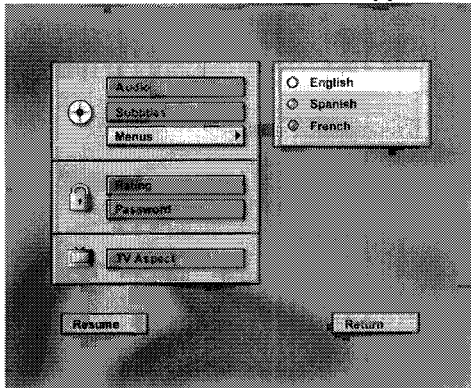 Audio
Subtitles
Menus
Rating
Password
TV Aspect
English
Spanish
French
Resume
Return